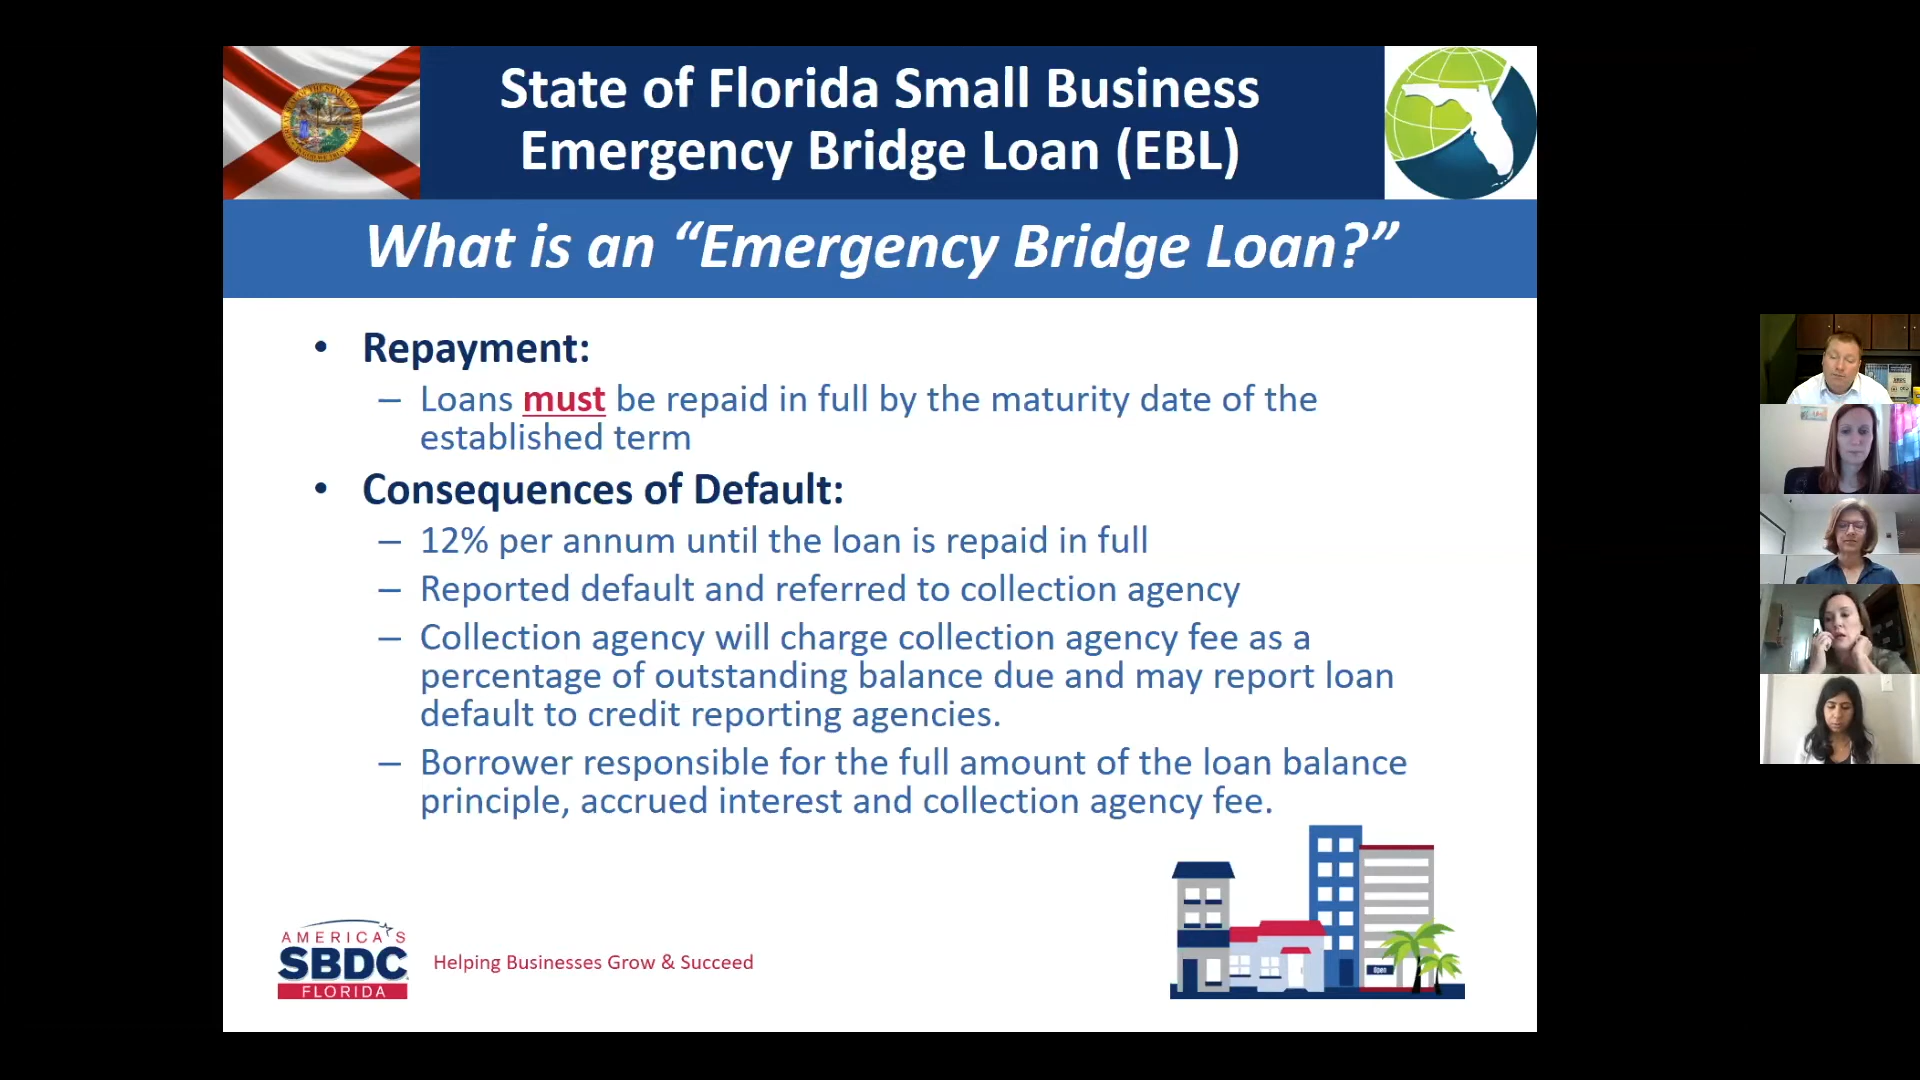 State of Florida Small Business
Emergency Bridge Loan (EBL)
What is an “Emergency Bridge Loan?”
• Repayment:
– Loans must be repaid in full by the maturity date of the
established term
• Consequences of Default:
– 12% per annum until the loan is repaid in full
– Reported default and referred to collection agency
– Collection agency will charge collection agency fee as a
percentage of outstanding balance due and may report loan
default to credit reporting agencies.
– Borrower responsible for the full amount of the loan balance
principle, accrued interest and collection agency fee.
AMERICA'S
SBDC
FLORIDA
Helping Businesses Grow & Succeed
Open